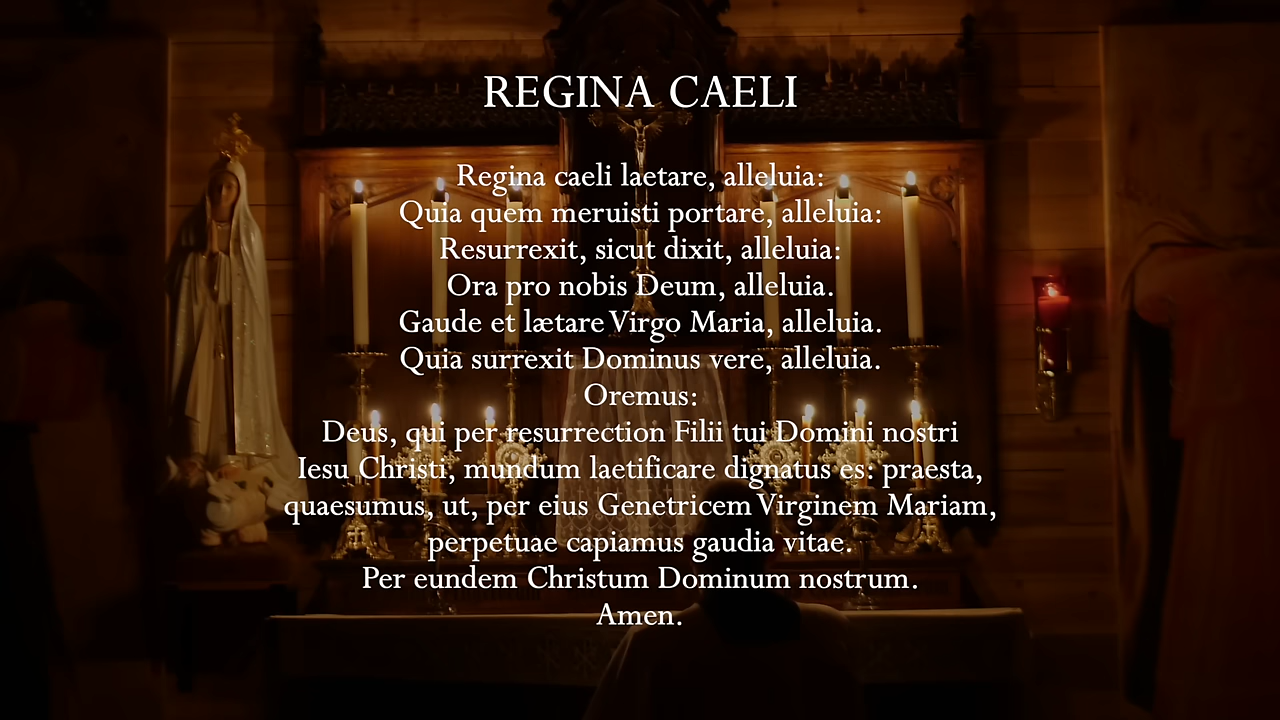 REGINA CAELI
Regina caeli laetare, alleluia:
Quia quem meruisti portare, alleluia:
Resurrexit, sicut dixit, alleluia:
Ora pro nobis Deum, alleluia.
Gaude et lætare Virgo Maria, alleluia.
Quia surrexit Dominus vere, alleluia.
Oremus:
Deus, qui per resurrection Filii tui Domini nostri
Iesu Christi, mundum laetificare dignatus es: praesta,
quaesumus, ut, per eius Genetricem Virginem Mariam,
perpetuae capiamus gaudia vitae.
Per eundem Christum Dominum nostrum.
Amen.